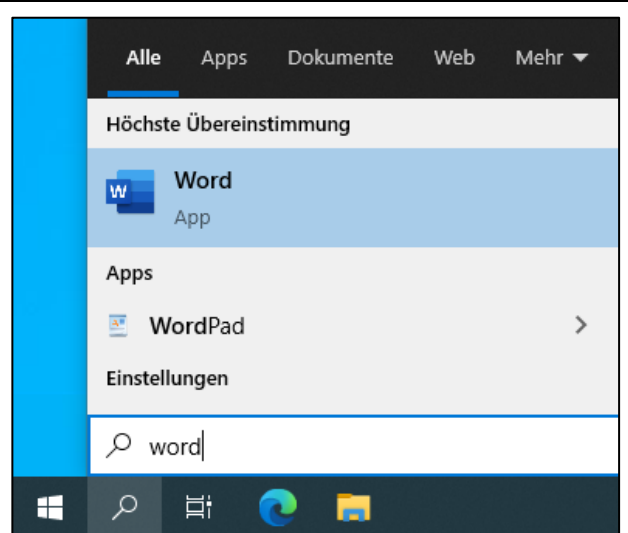 Alle Apps Dokumente Web Mehr
Höchste Übereinstimmung
W Word
App
Apps
WordPad
Einstellungen
word